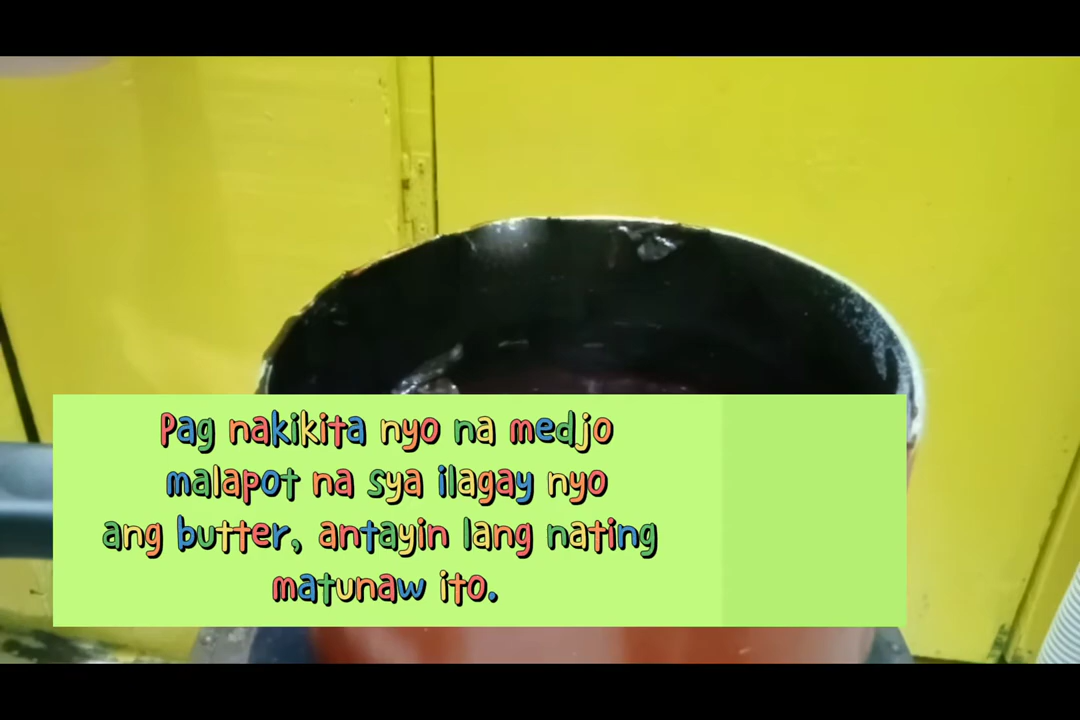 Pag nakikita nyo na medjo
malapot na sya ilagay nyo
ang butter, antayin lang nating
matunaw ito.